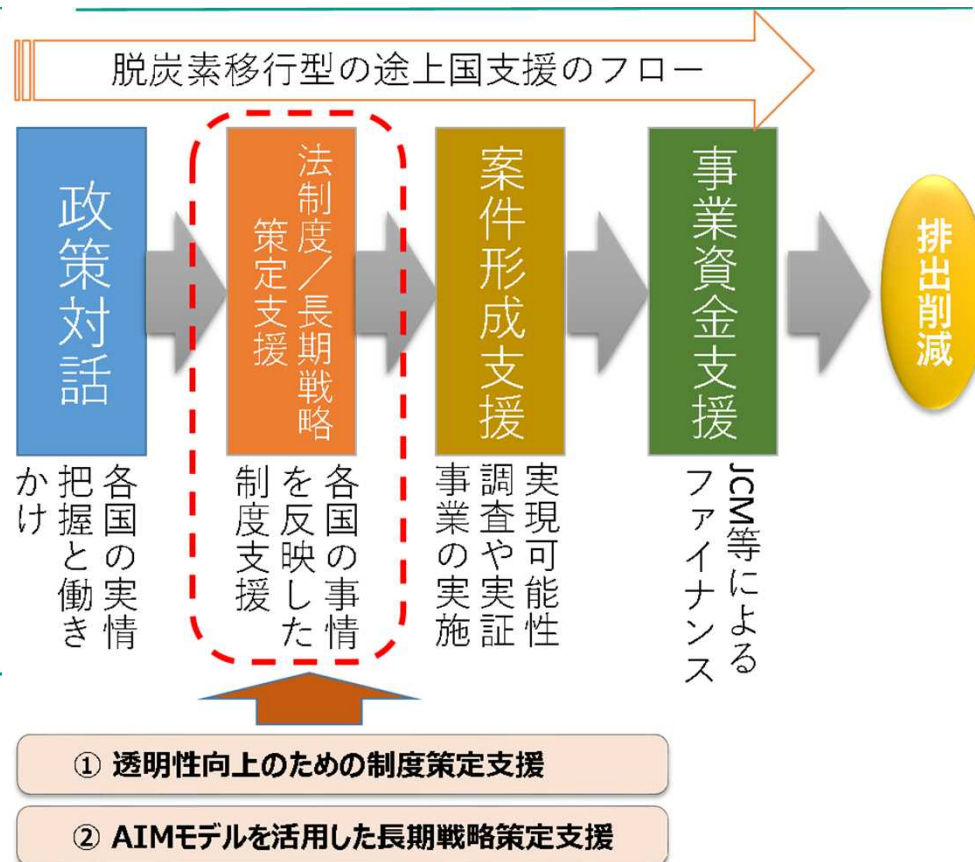 脱炭素移行型の途上国支援のフロー
政策対話
法制度／長期戦略
策定支援
案件形成支援
事業資金支援
排出削減
各国の実情
把握と働き
かけ
各国の事情
を反映した
制度支援
実現可能性
調査や実証
事業の実施
JCM等による
ファイナンス
① 透明性向上のための制度策定支援
② AIMモデルを活用した長期戦略策定支援